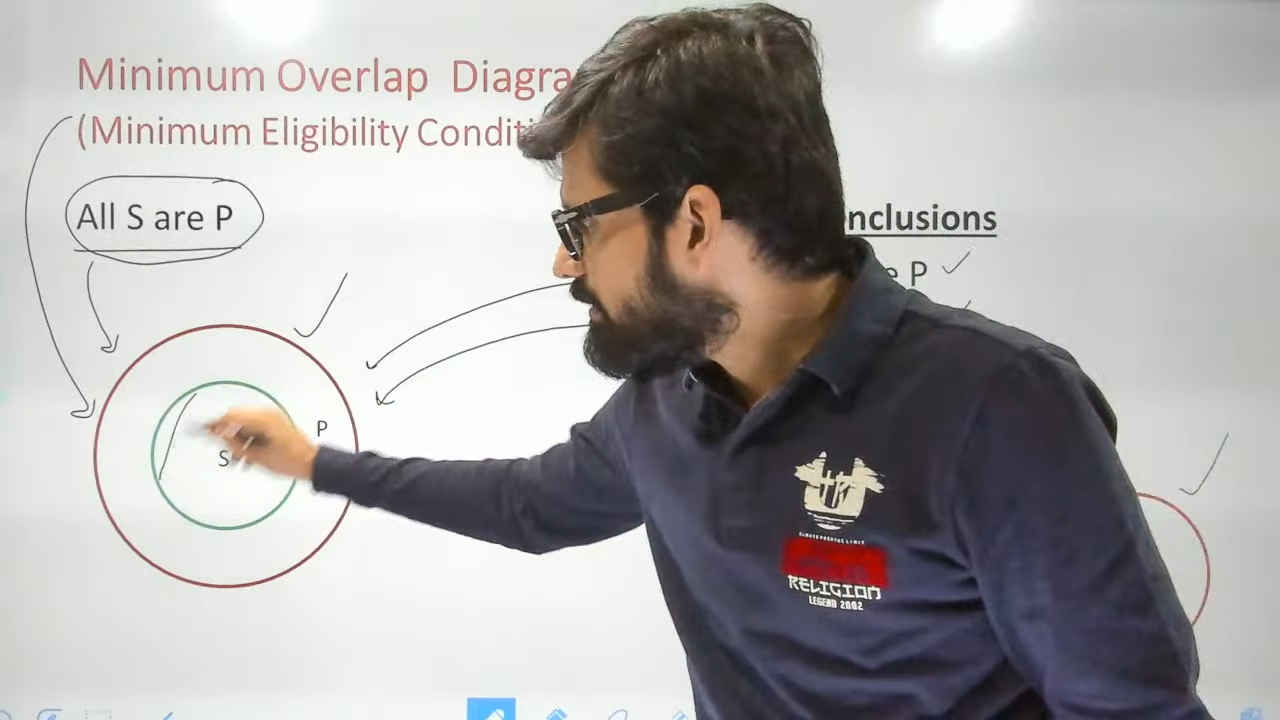 Minimum Overlap Diagra
(Minimum Eligibility Conditi
All S are P
nclusions
e P
P
S
RELIGION
LEGEND 2002